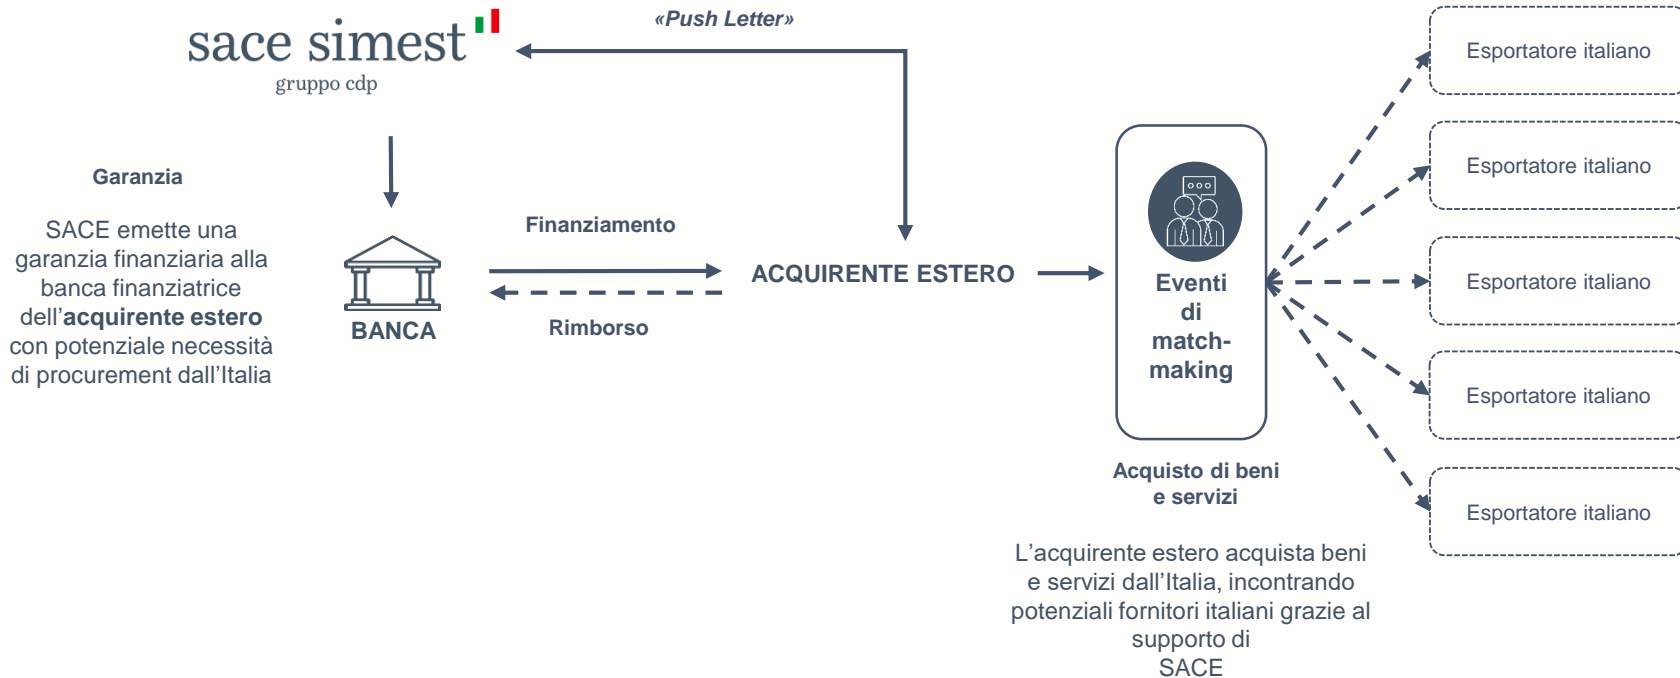 sace simest
gruppo cdp
«Push Letter»
Garanzia
SACE emette una
garanzia finanziaria alla
banca finanziatrice
dell’acquirente estero
con potenziale necessità
di procurement dall’Italia
BANCA
Finanziamento
Rimborso
ACQUIRENTE ESTERO
Eventi
di
match-
making
Acquisto di beni
e servizi
L’acquirente estero acquista beni
e servizi dall’Italia, incontrando
potenziali fornitori italiani grazie al
supporto di
SACE
Esportatore italiano
Esportatore italiano
Esportatore italiano
Esportatore italiano
Esportatore italiano